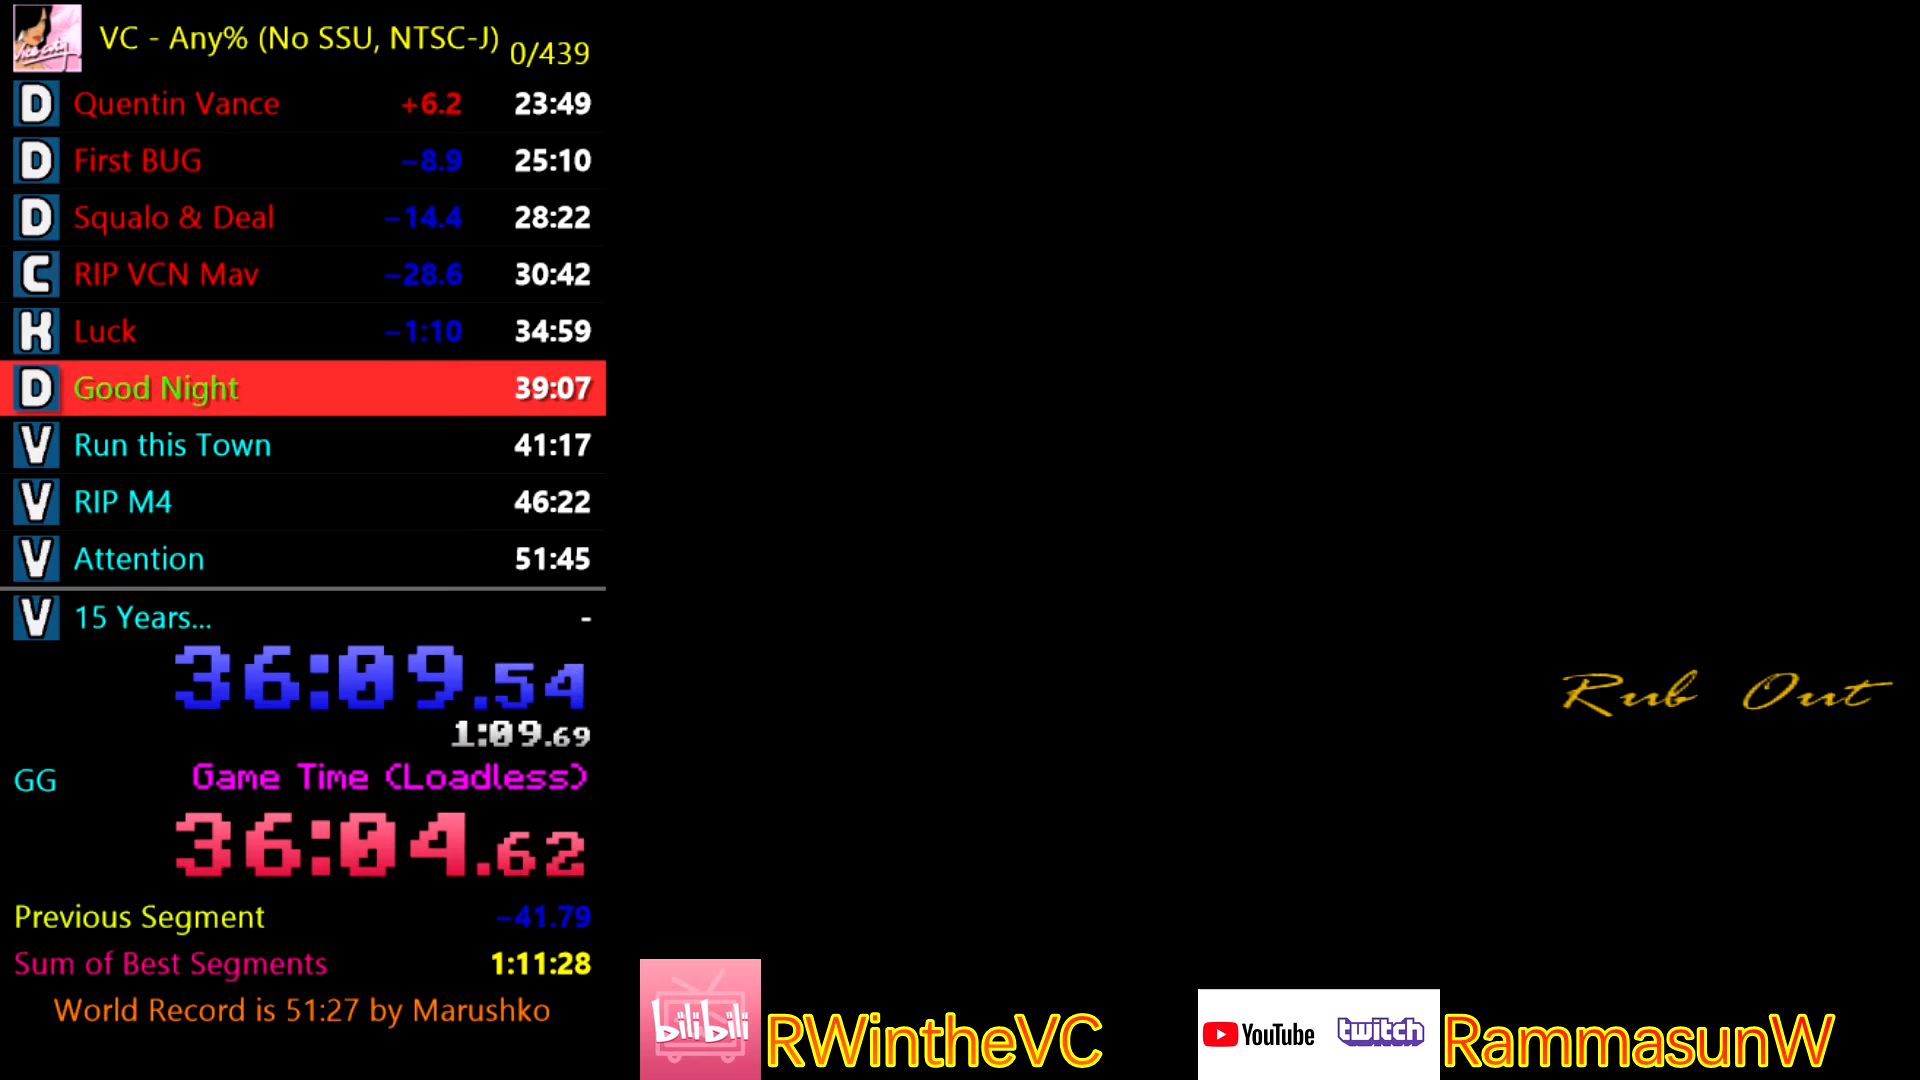 VC - Any% (No SSU, NTSC-J) 0/439
D Quentin Vance +6.2 23:49
D First BUG −8.9 25:10
D Squalo & Deal −14.4 28:22
C RIP VCN Mav −28.6 30:42
K Luck −1:10 34:59
D Good Night 39:07
V Run this Town 41:17
V RIP M4 46:22
V Attention 51:45
V 15 Years... -
36:09.54
1:09.69
GG Game Time (Loadless)
36:04.62
Previous Segment −41.79
Sum of Best Segments 1:11:28
World Record is 51:27 by Marushko
Rub Out
bilibili RWintheVC YouTube twitch RammasunW